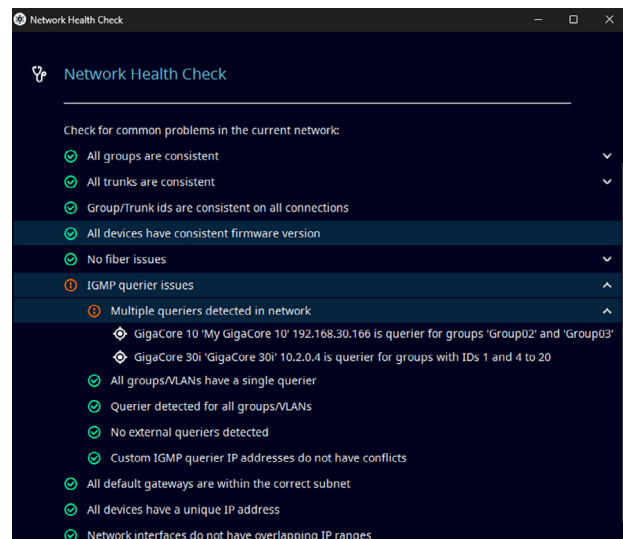 Network Health Check
Network Health Check
Check for common problems in the current network:
All groups are consistent
All trunks are consistent
Group/Trunk ids are consistent on all connections
All devices have consistent firmware version
No fiber issues
IGMP querier issues
Multiple queriers detected in network
GigaCore 10 'My GigaCore 10' 192.168.30.166 is querier for groups 'Group02' and 'Group03'
GigaCore 30i 'GigaCore 30i' 10.2.0.4 is querier for groups with IDs 1 and 4 to 20
All groups/VLANs have a single querier
Querier detected for all groups/VLANs
No external queriers detected
Custom IGMP querier IP addresses do not have conflicts
All default gateways are within the correct subnet
All devices have a unique IP address
Network interfaces do not have overlapping IP ranges